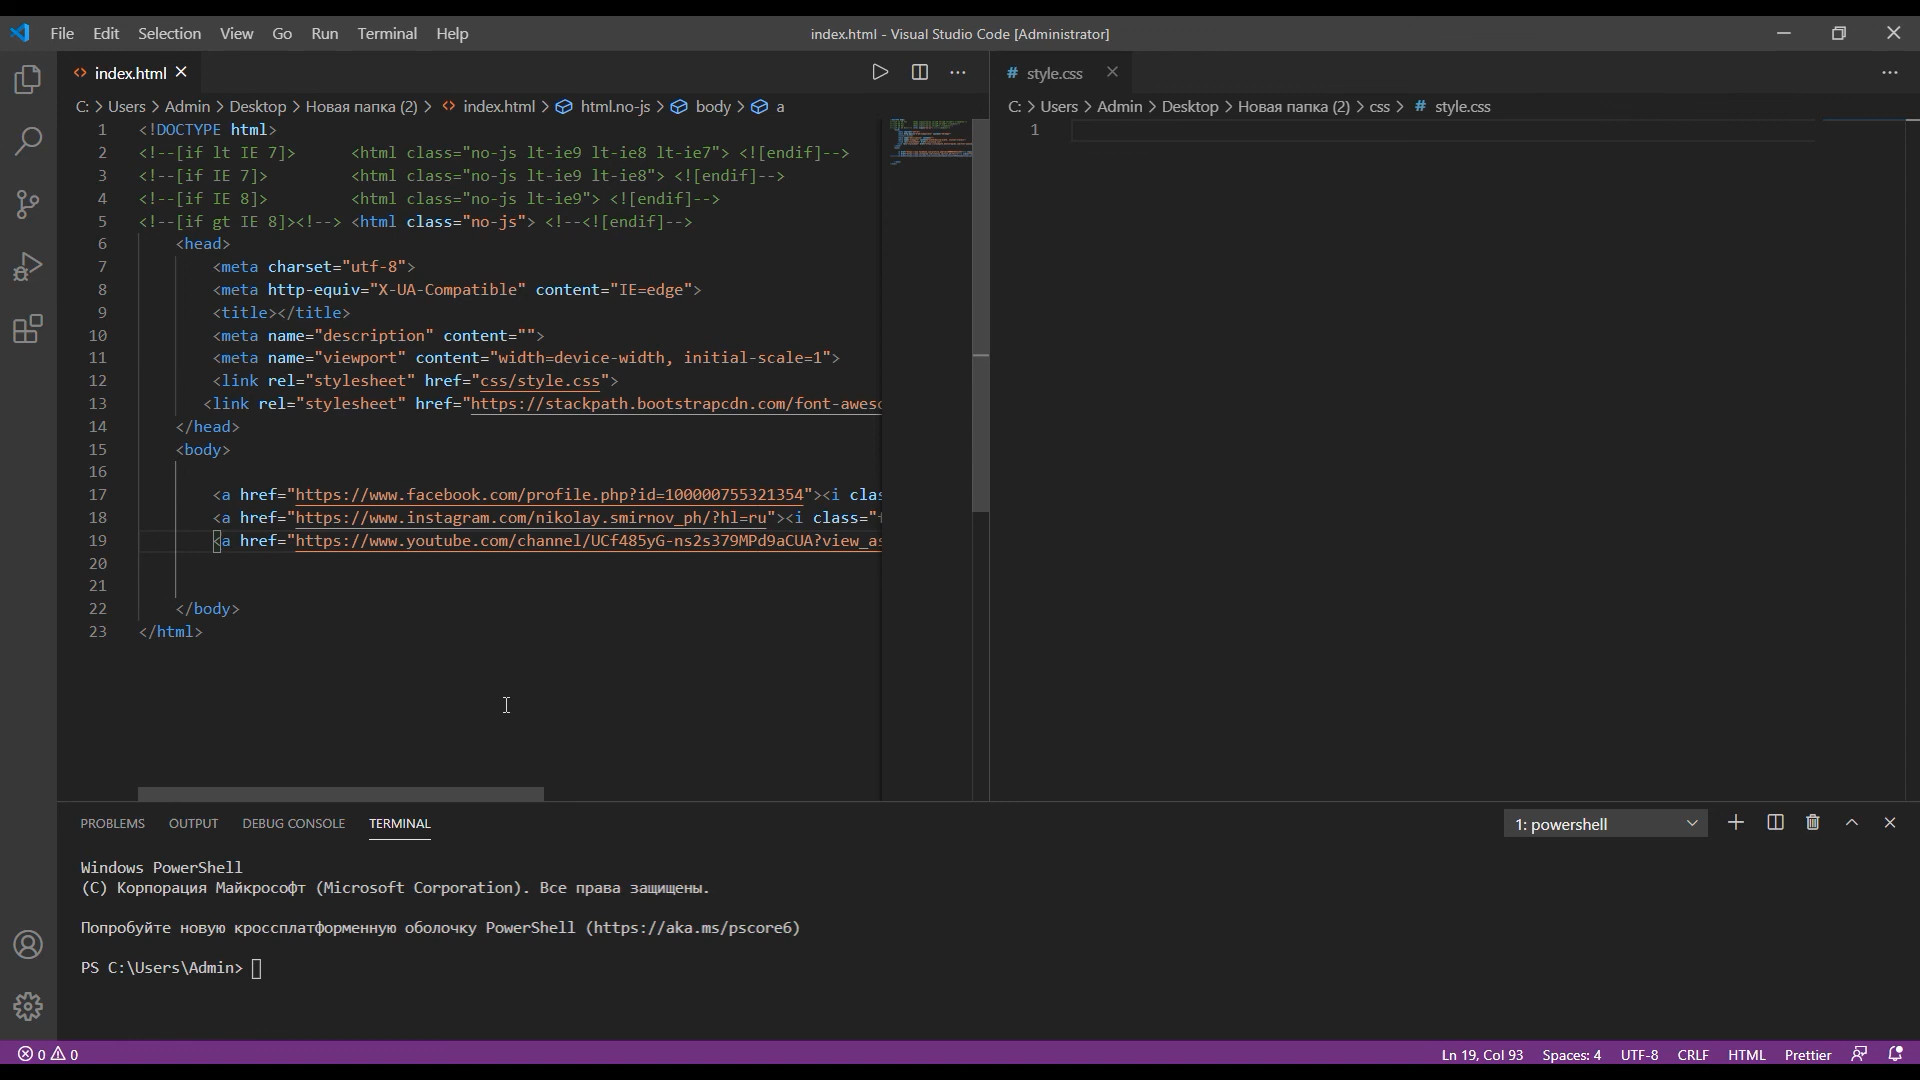 File Edit Selection View Go Run Terminal Help
index.html - Visual Studio Code [Administrator]
index.html
C: > Users > Admin > Desktop > Новая папка (2) > index.html > html.no-js > body > a
1 <!DOCTYPE html>
2 <!--[if lt IE 7]>      <html class="no-js lt-ie9 lt-ie8 lt-ie7"> <![endif]-->
3 <!--[if IE 7]>         <html class="no-js lt-ie9 lt-ie8"> <![endif]-->
4 <!--[if IE 8]>         <html class="no-js lt-ie9"> <![endif]-->
5 <!--[if gt IE 8]><!--> <html class="no-js"> <!--<![endif]-->
6 <head>
7 <meta charset="utf-8">
8 <meta http-equiv="X-UA-Compatible" content="IE=edge">
9 <title></title>
10 <meta name="description" content="">
11 <meta name="viewport" content="width=device-width, initial-scale=1">
12 <link rel="stylesheet" href="css/style.css">
13 <link rel="stylesheet" href="https://stackpath.bootstrapcdn.com/font-aweso
14 </head>
15 <body>
16
17 <a href="https://www.facebook.com/profile.php?id=100000755321354"><i clas
18 <a href="https://www.instagram.com/nikolay.smirnov_ph/?hl=ru"><i class="f
19 <a href="https://www.youtube.com/channel/UCf485yG-ns2s379MPd9aCUA?view_as
20
21
22 </body>
23 </html>
# style.css
C: > Users > Admin > Desktop > Новая папка (2) > css > # style.css
1
PROBLEMS OUTPUT DEBUG CONSOLE TERMINAL
1: powershell
Windows PowerShell
(C) Корпорация Майкрософт (Microsoft Corporation). Все права защищены.
Попробуйте новую кроссплатформенную оболочку PowerShell (https://aka.ms/pscore6)
PS C:\Users\Admin>
0 0
Ln 19, Col 93 Spaces: 4 UTF-8 CRLF HTML Prettier